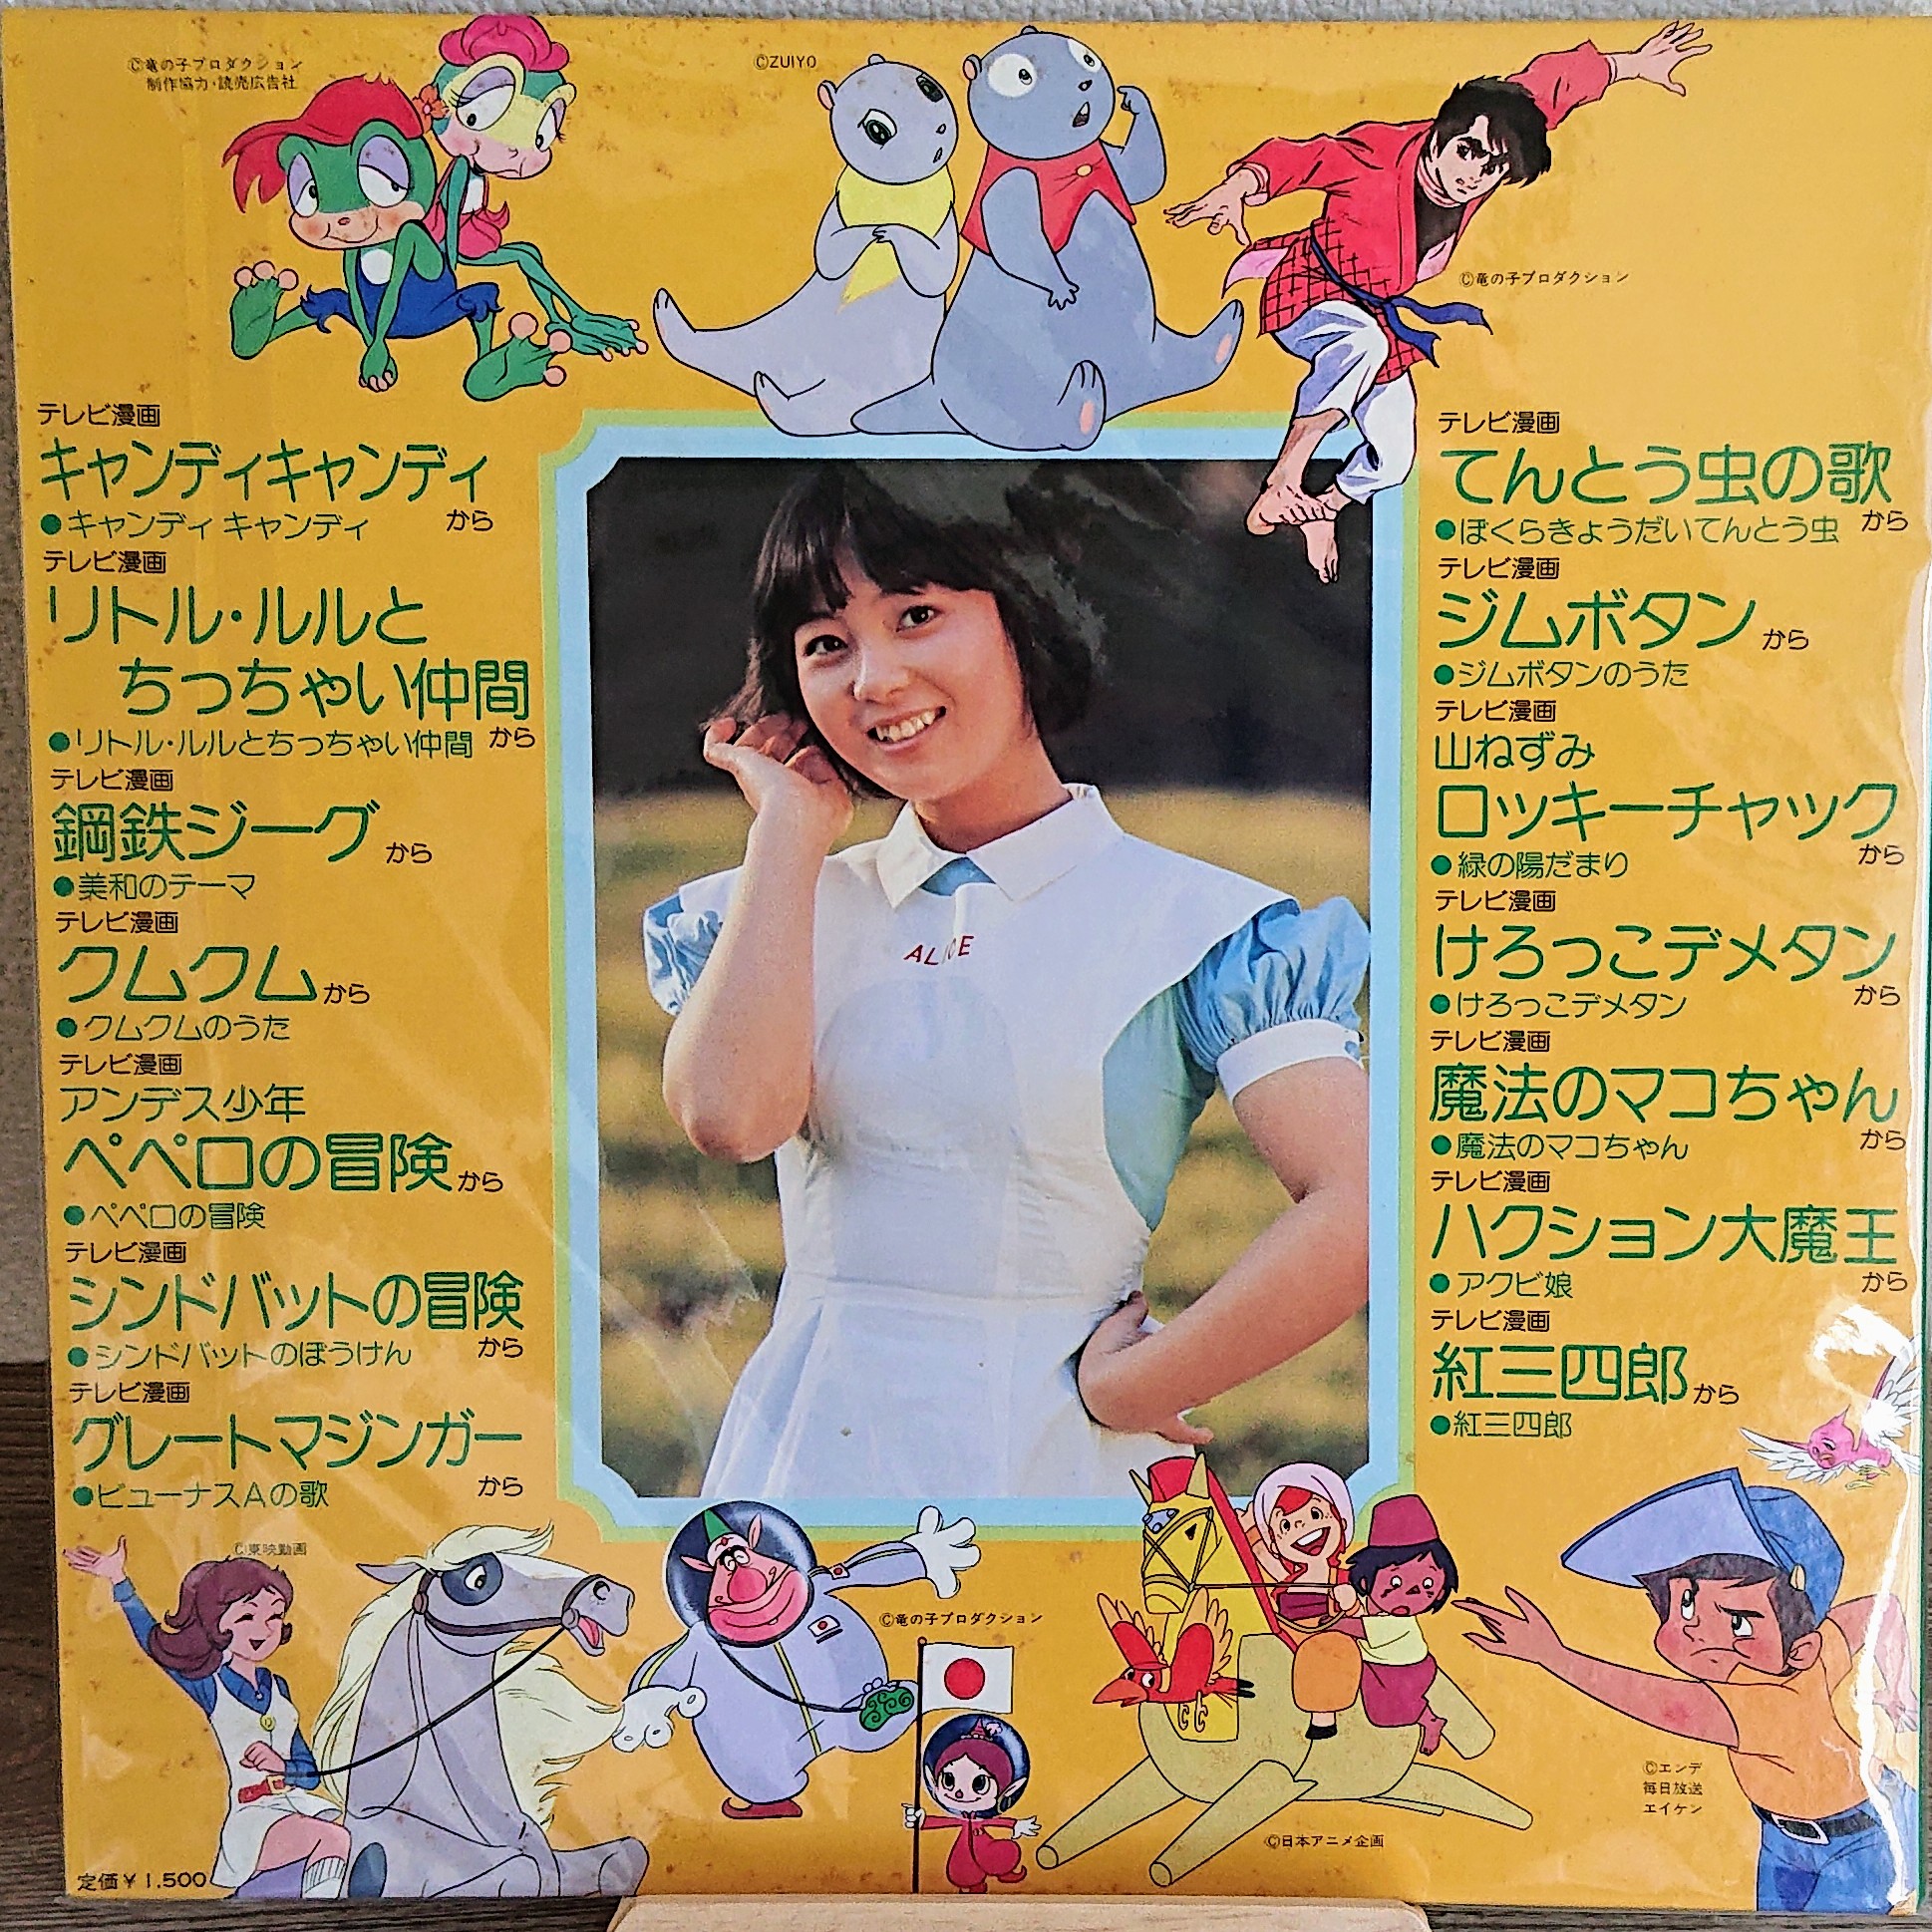 ©竜の子プロダクション
制作協力・読売広告社
©ZUIYO
©竜の子プロダクション
テレビ漫画
キャンディキャンディ
から
●キャンディ キャンディ
テレビ漫画
リトル・ルルと
ちっちゃい仲間
から
●リトル・ルルとちっちゃい仲間
テレビ漫画
鋼鉄ジーグから
●美和のテーマ
テレビ漫画
クムクムから
●クムクムのうた
テレビ漫画
アンデス少年
ペペロの冒険から
●ペペロの冒険
テレビ漫画
シンドバットの冒険
から
●シンドバットのぼうけん
テレビ漫画
グレートマジンガー
から
●ビューナスAの歌
ALICE
テレビ漫画
てんとう虫の歌
から
●ぼくらきょうだいてんとう虫
テレビ漫画
ジムボタンから
●ジムボタンのうた
テレビ漫画
山ねずみ
ロッキーチャック
から
●緑の陽だまり
テレビ漫画
けろっこデメタン
から
●けろっこデメタン
テレビ漫画
魔法のマコちゃん
から
●魔法のマコちゃん
テレビ漫画
ハクション大魔王
から
●アクビ娘
テレビ漫画
紅三四郎から
●紅三四郎
©東映動画
©竜の子プロダクション
©日本アニメ企画
©エンデ
毎日放送
エイケン
定価￥1,500